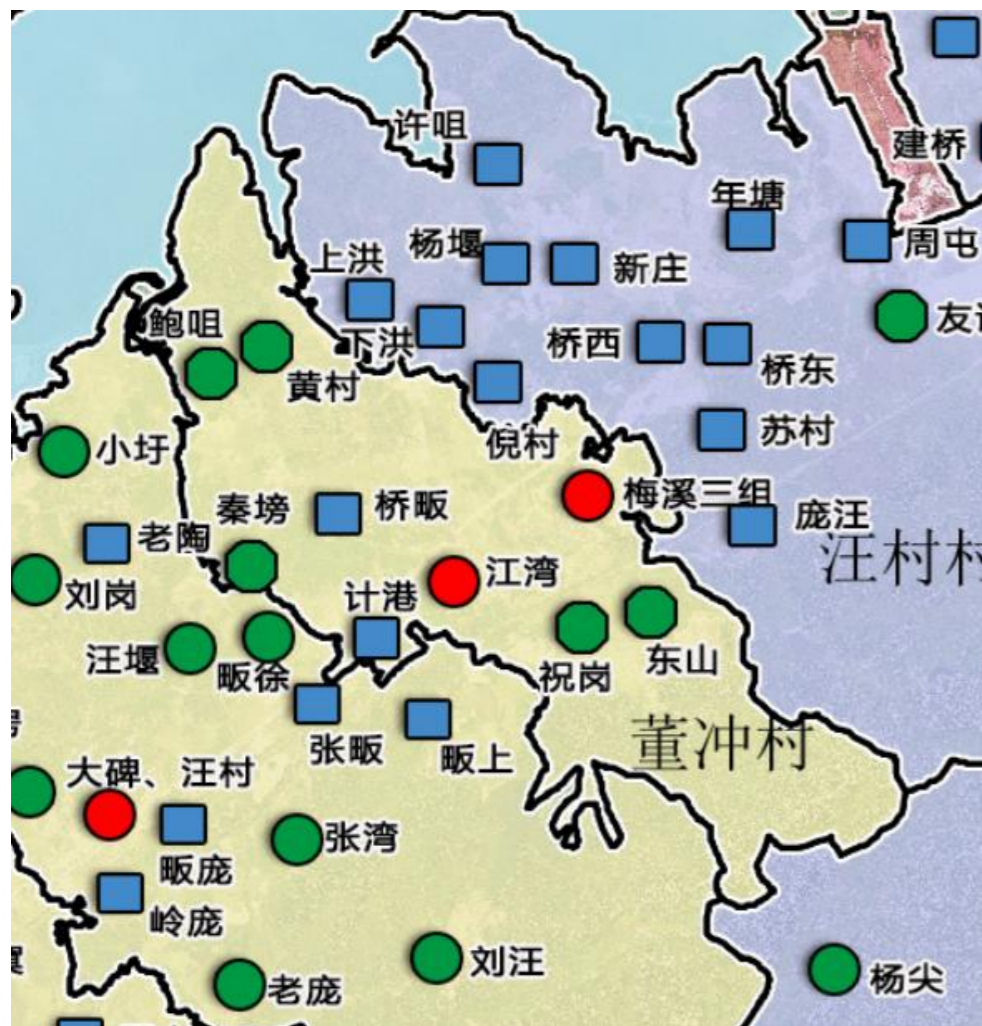 许咀
建桥
年塘
杨堰
周屯
上洪
新庄
鲍咀
下洪
桥西
友
黄村
桥东
小圩
倪村
苏村
秦塝
桥畈
梅溪三组
老陶
庞汪
汪村村
刘岗
江湾
计港
汪堰
畈徐
祝岗
东山
张畈
畈上
董冲村
大碑、汪村
张湾
畈庞
岭庞
刘汪
老庞
杨尖